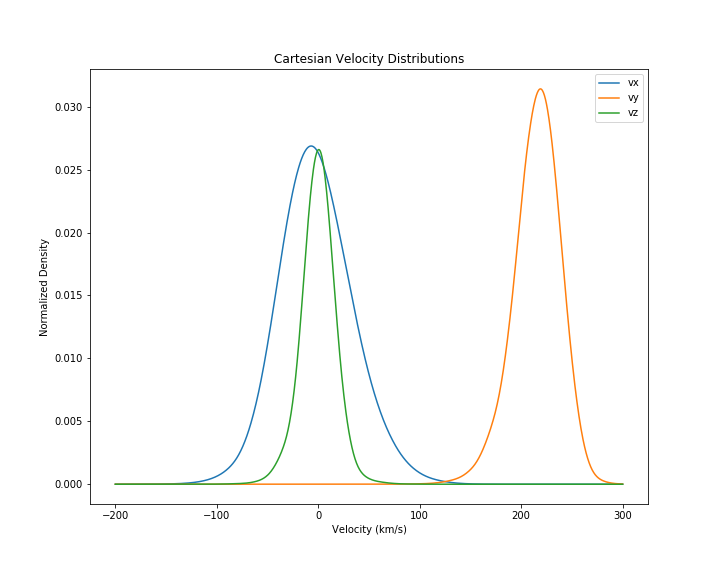 Cartesian Velocity Distributions
vx
vy
vz
0.030
0.025
0.020
0.015
0.010
0.005
0.000
Normalized Density
−200
−100
0
100
200
300
Velocity (km/s)